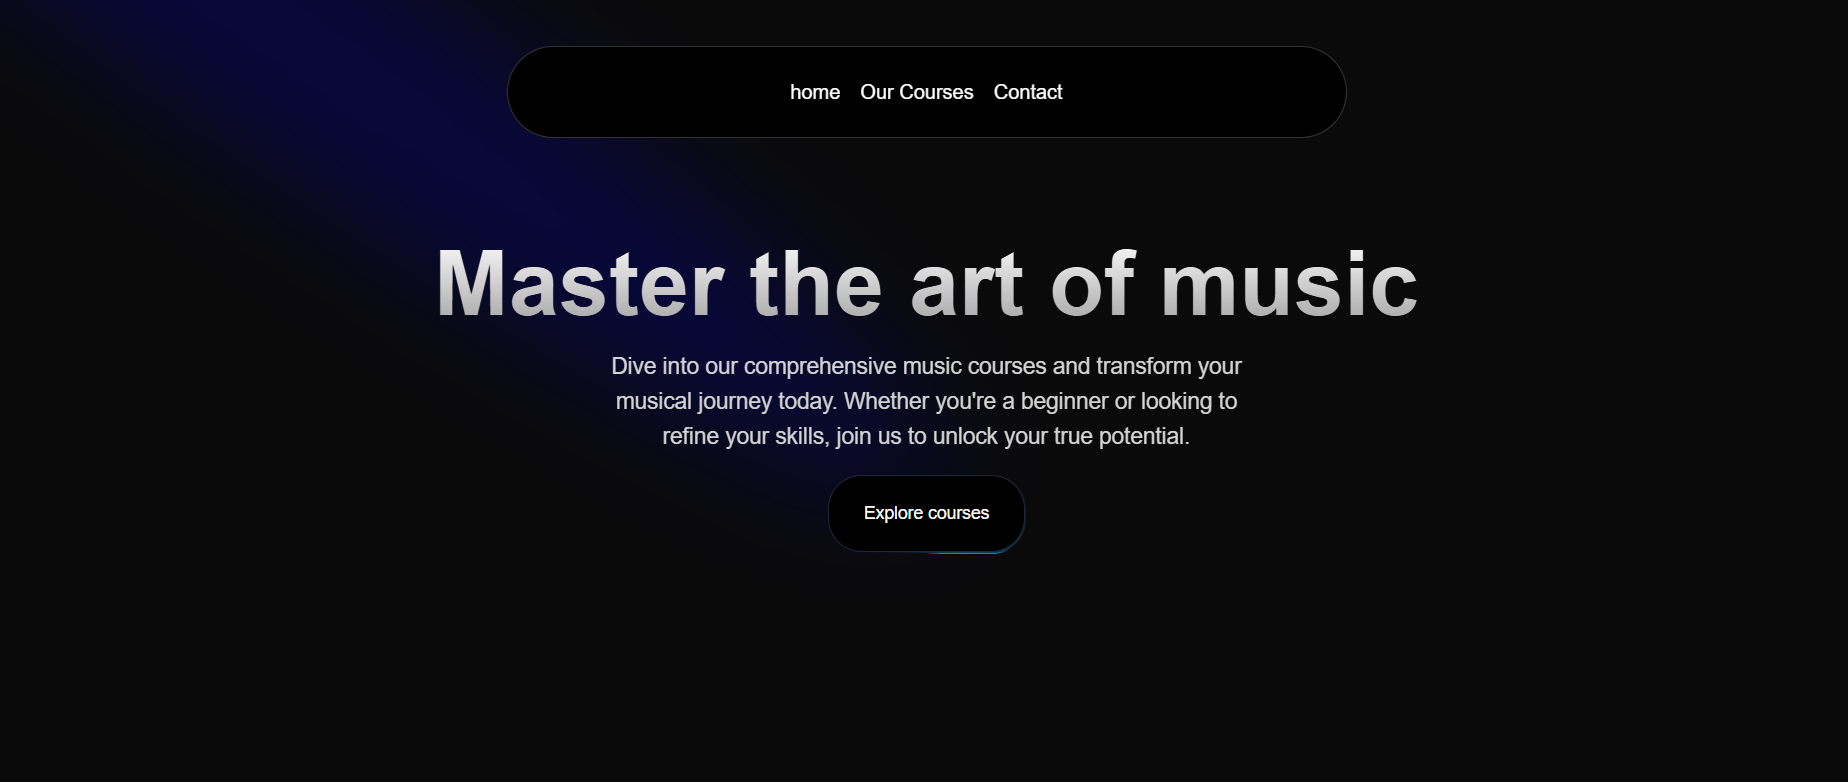 home Our Courses Contact
Master the art of music
Dive into our comprehensive music courses and transform your
musical journey today. Whether you're a beginner or looking to
refine your skills, join us to unlock your true potential.
Explore courses